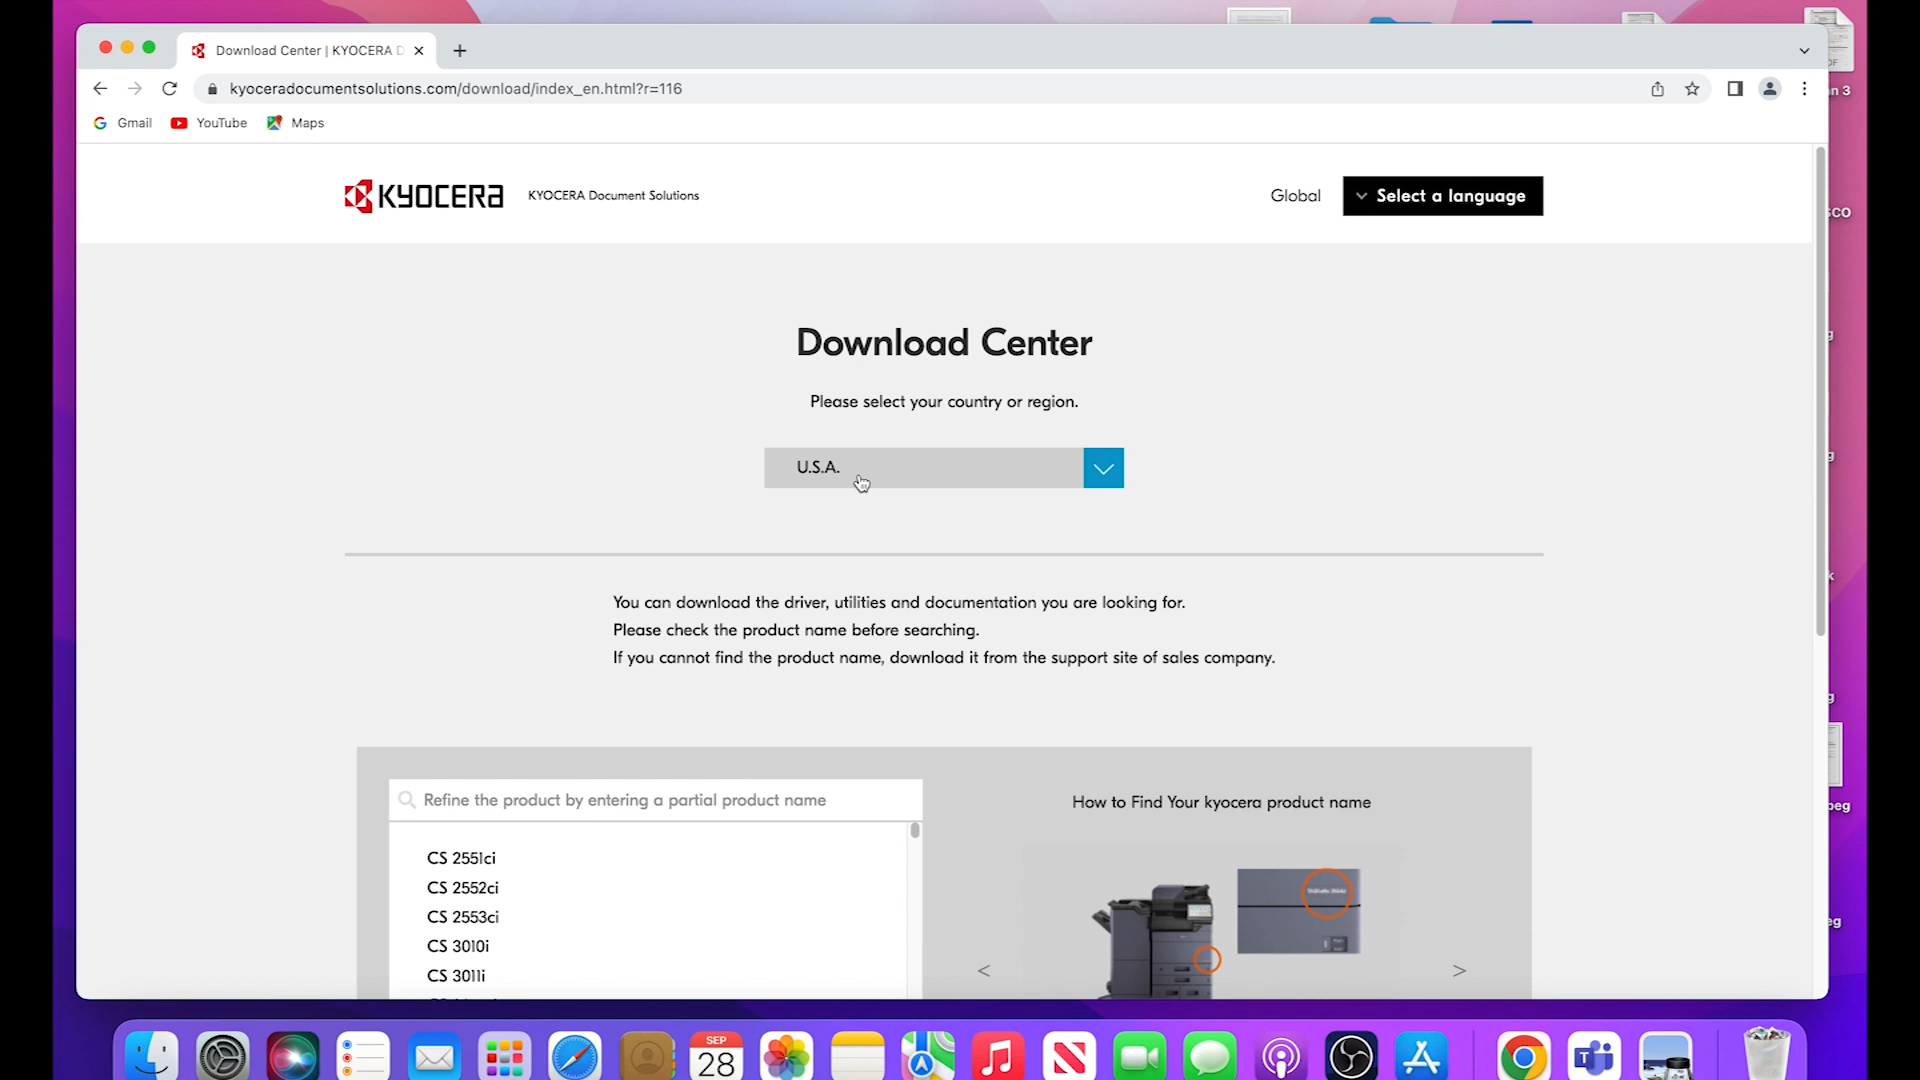 Download Center | KYOCERA D
kyoceradocumentsolutions.com/download/index_en.html?r=116
Gmail YouTube Maps
KYOCERA KYOCERA Document Solutions Global Select a language
Download Center
Please select your country or region.
U.S.A.
You can download the driver, utilities and documentation you are looking for.
Please check the product name before searching.
If you cannot find the product name, download it from the support site of sales company.
Refine the product by entering a partial product name
CS 2551ci
CS 2552ci
CS 2553ci
CS 3010i
CS 3011i
How to Find Your kyocera product name
< >
n 3
SCO
g
g
k
g
peg
eg
SEP
28